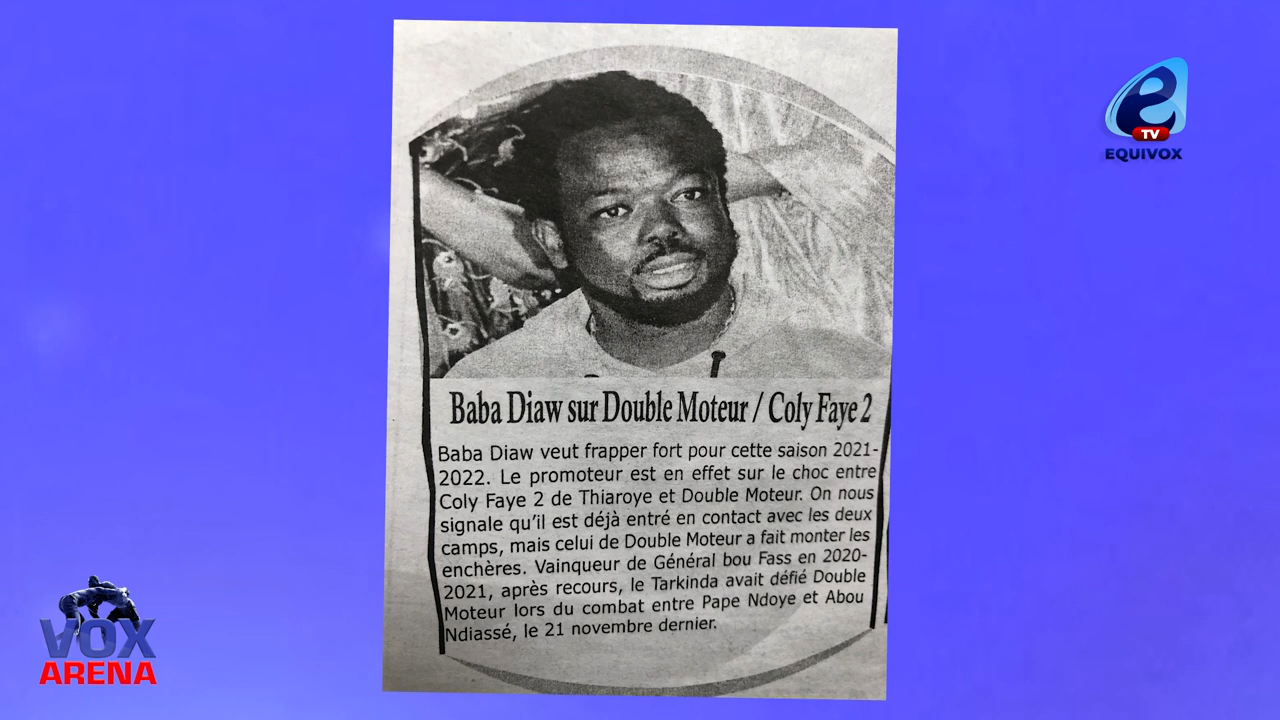 e
TV
EQUIVOX
Baba Diaw sur Double Moteur / Coly Faye 2
Baba Diaw veut frapper fort pour cette saison 2021-
2022. Le promoteur est en effet sur le choc entre
Coly Faye 2 de Thiaroye et Double Moteur. On nous
signale qu'il est déjà entré en contact avec les deux
camps, mais celui de Double Moteur a fait monter les
enchères. Vainqueur de Général bou Fass en 2020-
2021, après recours, le Tarkinda avait défié Double
Moteur lors du combat entre Pape Ndoye et Abou
Ndiassé, le 21 novembre dernier.
VOX
ARENA